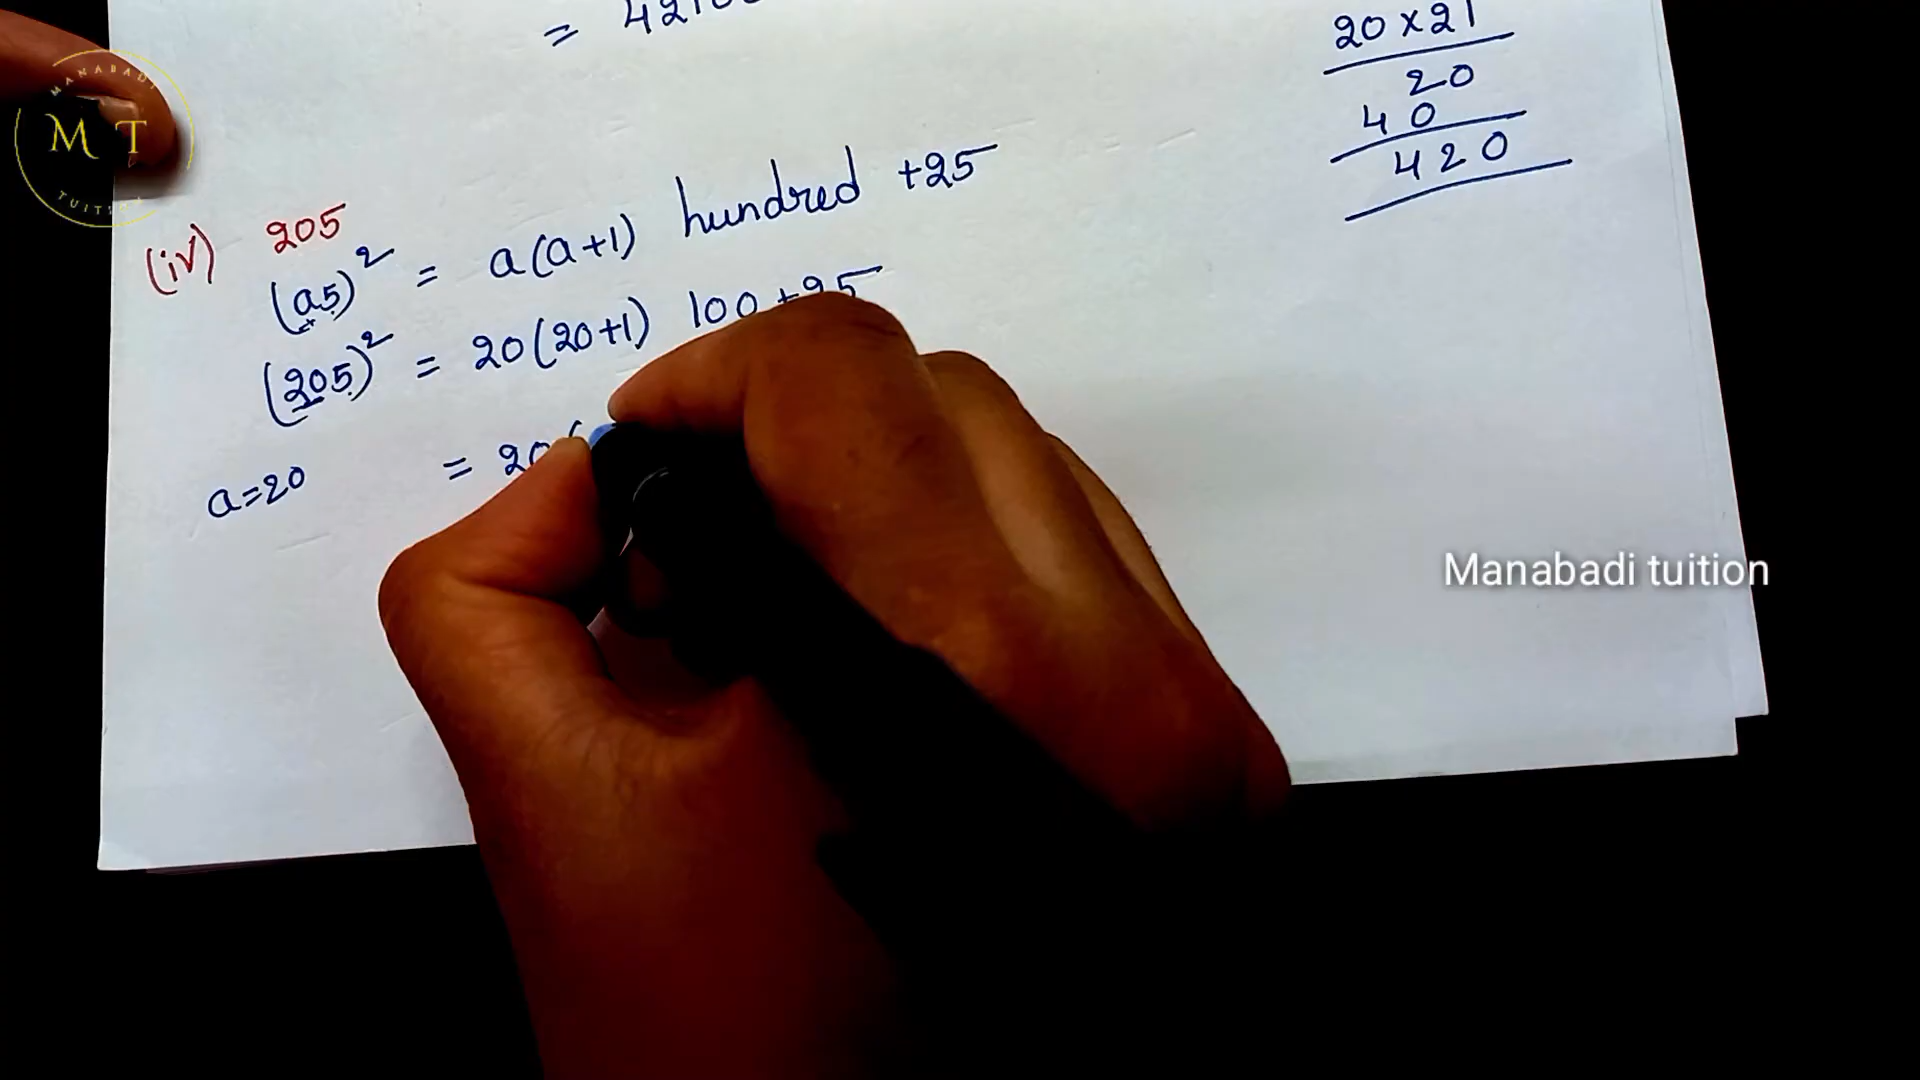 =
20 × 21
20
40
420
MANABADI
M T
TUITION
(iv) 205
(a5)² = a(a+1) hundred +25
(205)² = 20(20+1) 100 +25
a=20 = 20(
Manabadi tuition